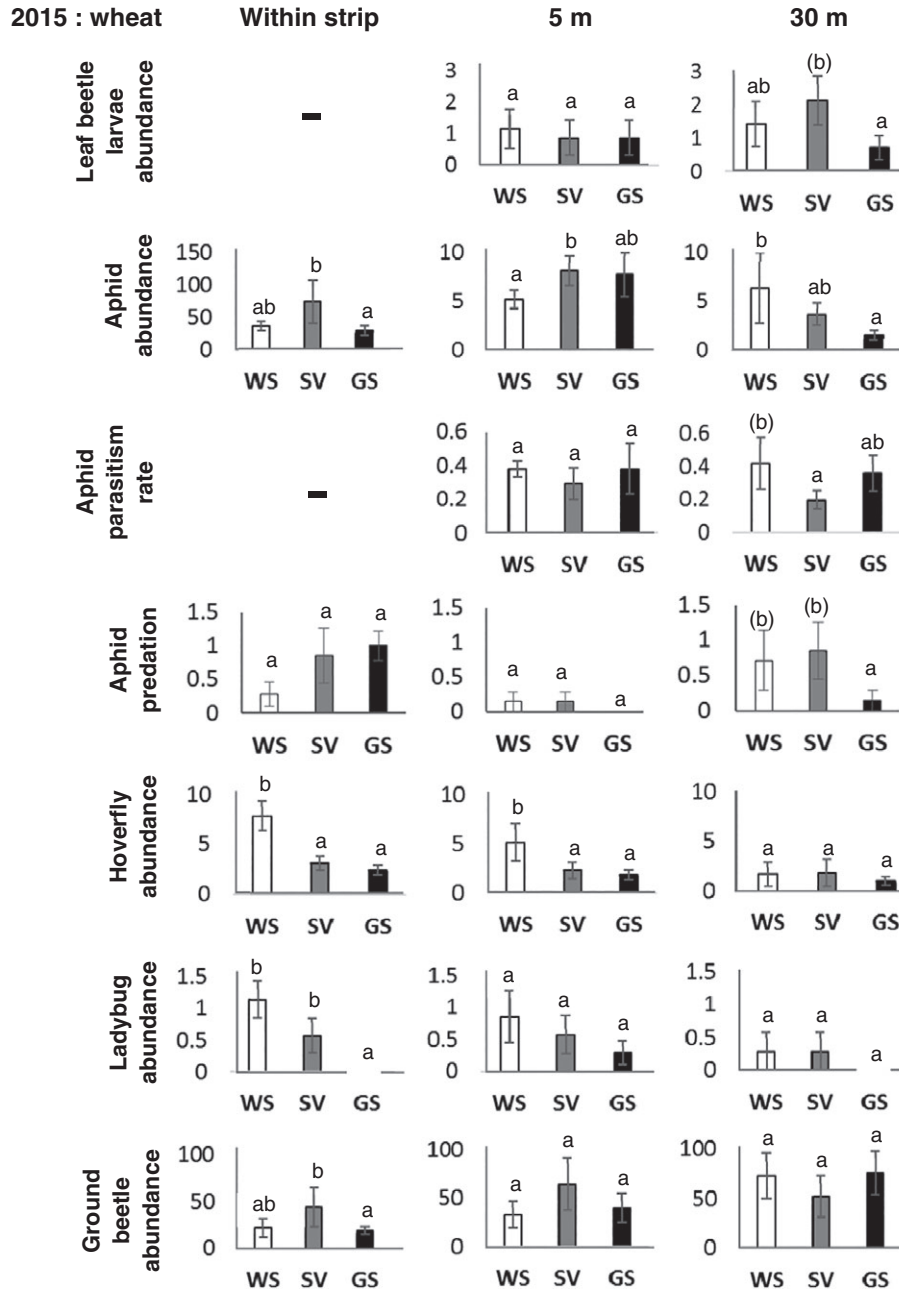 2015 : wheat Within strip 5 m 30 m
Leaf beetle
larvae
abundance
3
2
1
0
a a a
WS SV GS
3
2
1
0
ab (b) a
WS SV GS
Aphid
abundance
150
100
50
0
ab b a
WS SV GS
10
5
0
a b ab
WS SV GS
10
5
0
b ab a
WS SV GS
Aphid
parasitism
rate
0.6
0.4
0.2
0
a a a
WS SV GS
0.6
0.4
0.2
0
(b) a ab
WS SV GS
Aphid
predation
1.5
1
0.5
0
a a a
WS SV GS
1.5
1
0.5
0
a a a
WS SV GS
1.5
1
0.5
0
(b) (b) a
WS SV GS
Hoverfly
abundance
10
5
0
b a a
WS SV GS
10
5
0
b a a
WS SV GS
10
5
0
a a a
WS SV GS
Ladybug
abundance
1.5
1
0.5
0
b b a
WS SV GS
1.5
1
0.5
0
a a a
WS SV GS
1.5
1
0.5
0
a a a
WS SV GS
Ground
beetle
abundance
100
50
0
ab b a
WS SV GS
100
50
0
a a a
WS SV GS
100
50
0
a a a
WS SV GS